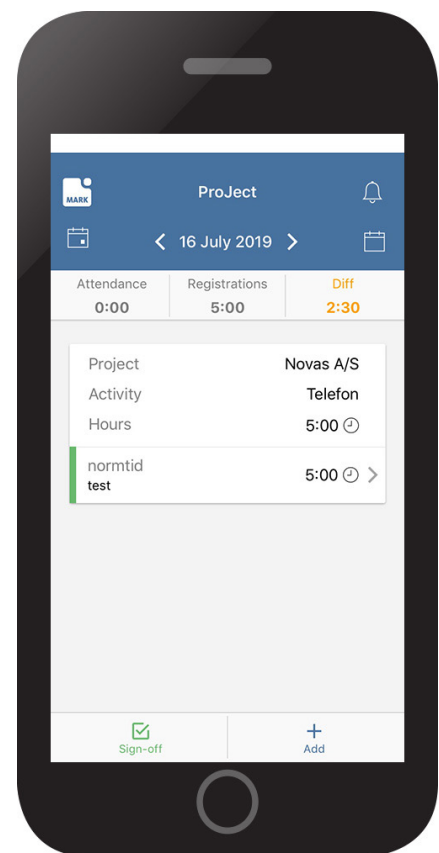 MARK
ProJect
16 July 2019
Attendance Registrations Diff
0:00 5:00 2:30
Project Novas A/S
Activity Telefon
Hours 5:00
normtid 5:00
test
Sign-off Add